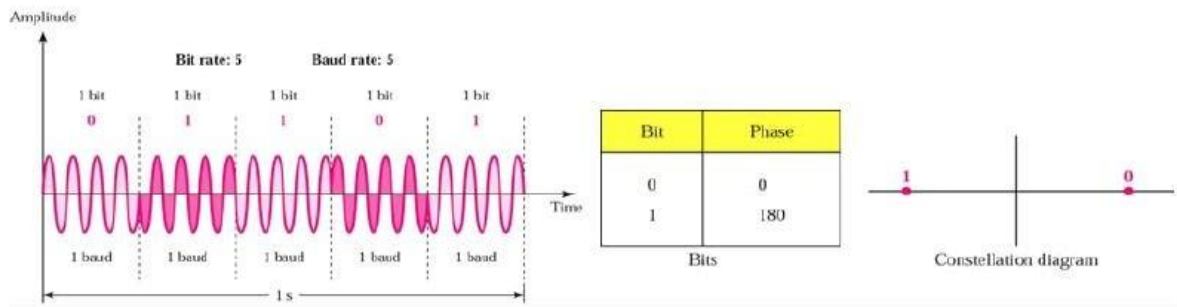 Amplitude
Bit rate: 5 Baud rate: 5
1 bit 1 bit 1 bit 1 bit 1 bit
0 1 1 0 1
Time
1 baud 1 baud 1 baud 1 baud 1 baud
1 s
Bit Phase
0 0
1 180
Bits
1 0
Constellation diagram